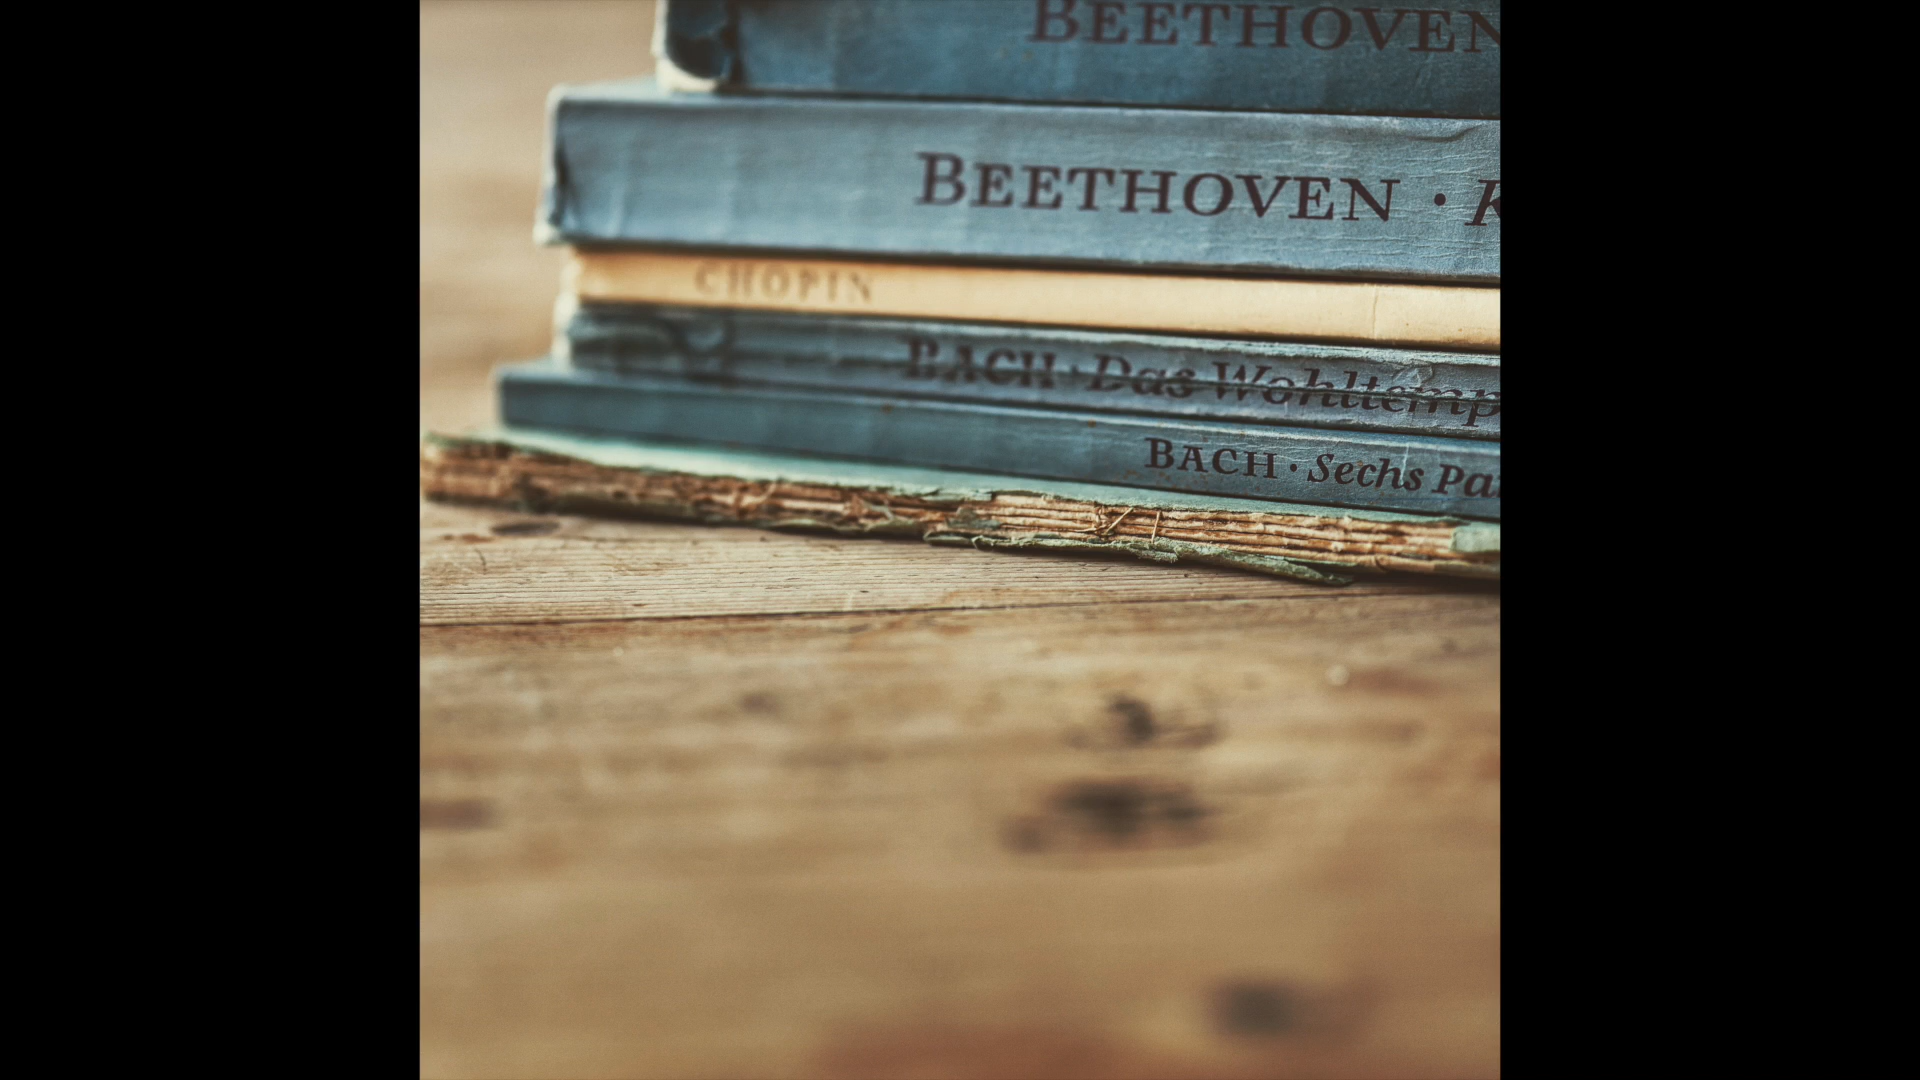 BEETHOVEN
BEETHOVEN · K
CHOPIN
BACH · Das Wohltemp
BACH · Sechs Pa